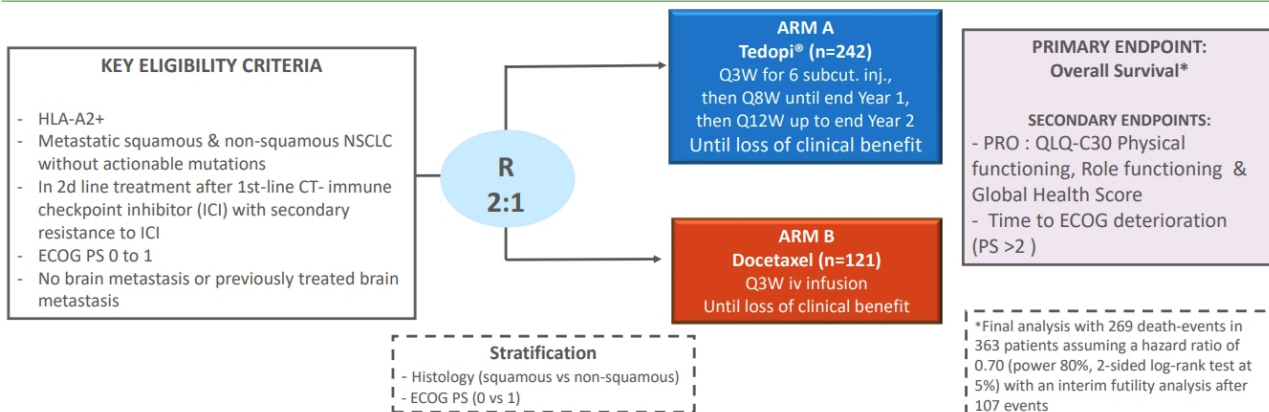 KEY ELIGIBILITY CRITERIA
- HLA-A2+
- Metastatic squamous & non-squamous NSCLC
without actionable mutations
- In 2d line treatment after 1st-line CT- immune
checkpoint inhibitor (ICI) with secondary
resistance to ICI
- ECOG PS 0 to 1
- No brain metastasis or previously treated brain
metastasis
R
2:1
ARM A
Tedopi® (n=242)
Q3W for 6 subcut. inj.,
then Q8W until end Year 1,
then Q12W up to end Year 2
Until loss of clinical benefit
ARM B
Docetaxel (n=121)
Q3W iv infusion
Until loss of clinical benefit
Stratification
- Histology (squamous vs non-squamous)
- ECOG PS (0 vs 1)
PRIMARY ENDPOINT:
Overall Survival*
SECONDARY ENDPOINTS:
- PRO : QLQ-C30 Physical
functioning, Role functioning &
Global Health Score
- Time to ECOG deterioration
(PS >2 )
*Final analysis with 269 death-events in
363 patients assuming a hazard ratio of
0.70 (power 80%, 2-sided log-rank test at
5%) with an interim futility analysis after
107 events